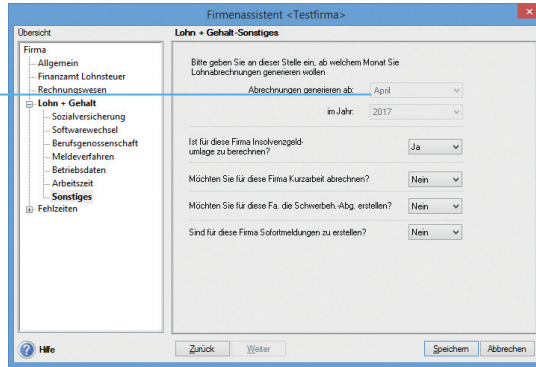 Firmenassistent <Testfirma>
Übersicht
Firma
Allgemein
Finanzamt Lohnsteuer
Rechnungswesen
Lohn + Gehalt
Sozialversicherung
Softwarewechsel
Berufsgenossenschaft
Meldeverfahren
Betriebsdaten
Arbeitszeit
Sonstiges
Fehlzeiten
Lohn + Gehalt-Sonstiges
Bitte geben Sie an dieser Stelle ein, ab welchem Monat Sie
Lohnabrechnungen generieren wollen
Abrechnungen generieren ab: April
im Jahr: 2017
Ist für diese Firma Insolvenzgeld-
umlage zu berechnen? Ja
Möchten Sie für diese Firma Kurzarbeit abrechnen? Nein
Möchten Sie für diese Fa. die Schwerbeh.-Abg. erstellen? Nein
Sind für diese Firma Sofortmeldungen zu erstellen? Nein
Hilfe Zurück Weiter Speichern Abbrechen